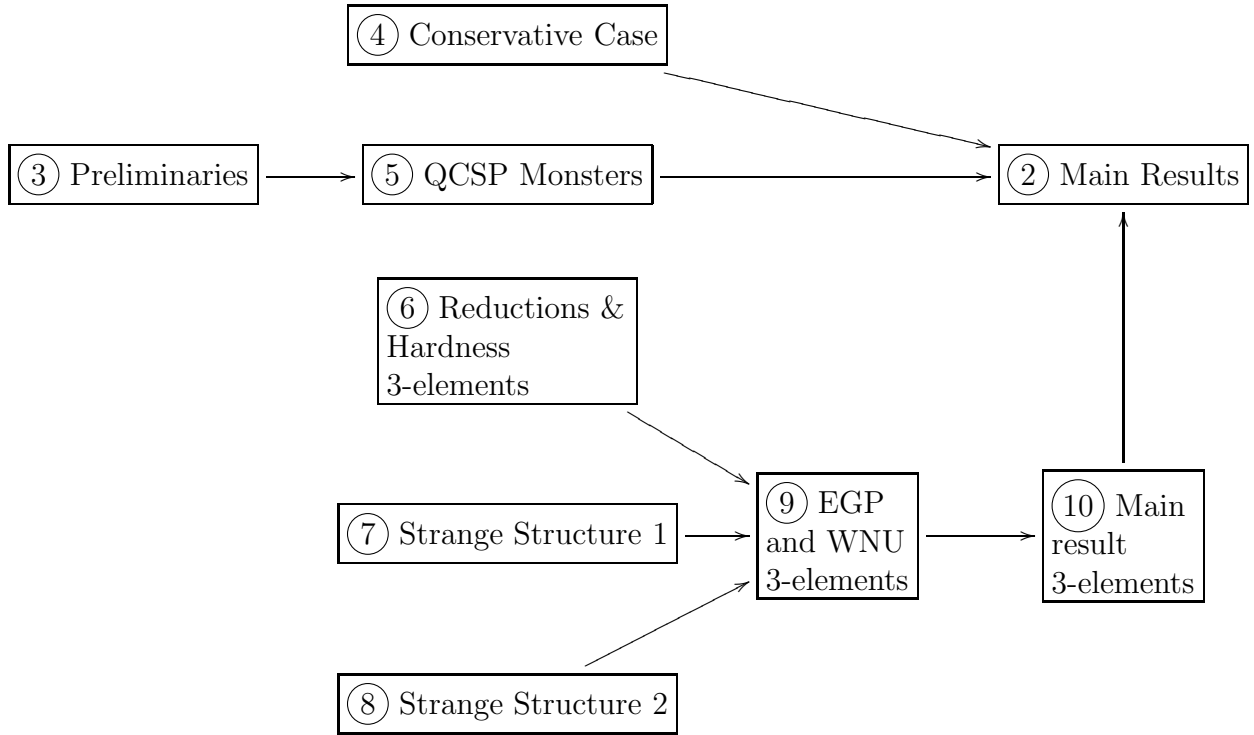 ④ Conservative Case
③ Preliminaries
⑤ QCSP Monsters
② Main Results
⑥ Reductions &
Hardness
3-elements
⑦ Strange Structure 1
⑨ EGP
and WNU
3-elements
⑩ Main
result
3-elements
⑧ Strange Structure 2